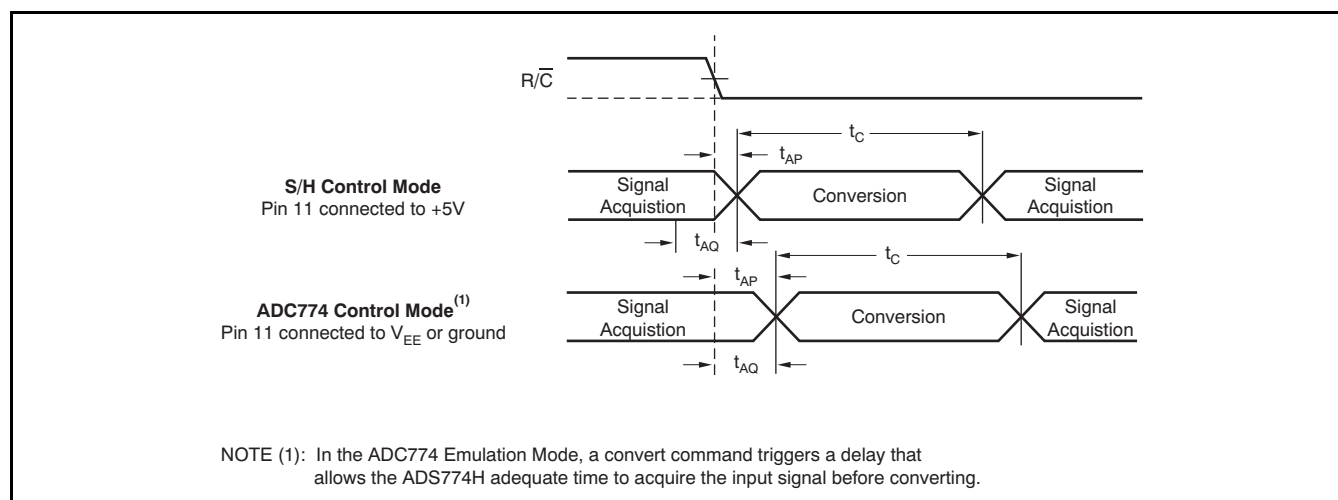 R/C̅
t_C
t_AP
S/H Control Mode
Pin 11 connected to +5V
Signal
Acquistion
Conversion
Signal
Acquistion
t_AQ
t_C
t_AP
ADC774 Control Mode(1)
Pin 11 connected to V_EE or ground
Signal
Acquistion
Conversion
Signal
Acquistion
t_AQ
NOTE (1): In the ADC774 Emulation Mode, a convert command triggers a delay that
allows the ADS774H adequate time to acquire the input signal before converting.